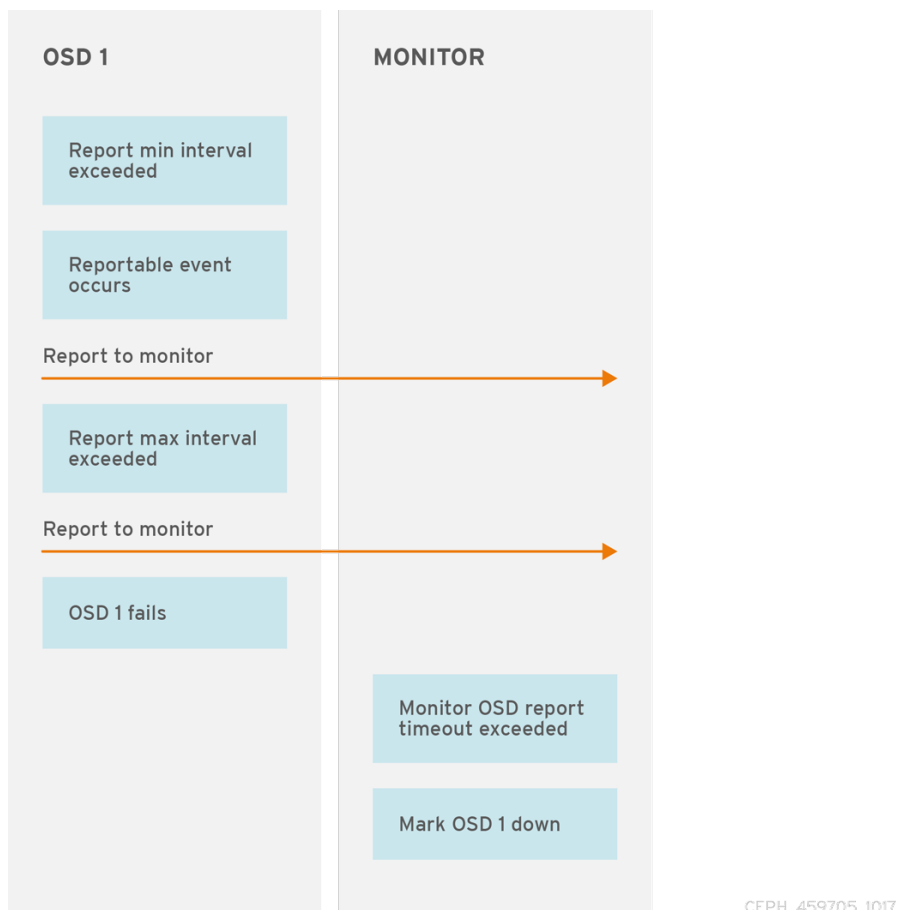 OSD 1
MONITOR
Report min interval
exceeded
Reportable event
occurs
Report to monitor
Report max interval
exceeded
Report to monitor
OSD 1 fails
Monitor OSD report
timeout exceeded
Mark OSD 1 down
CEPH_459705_1017